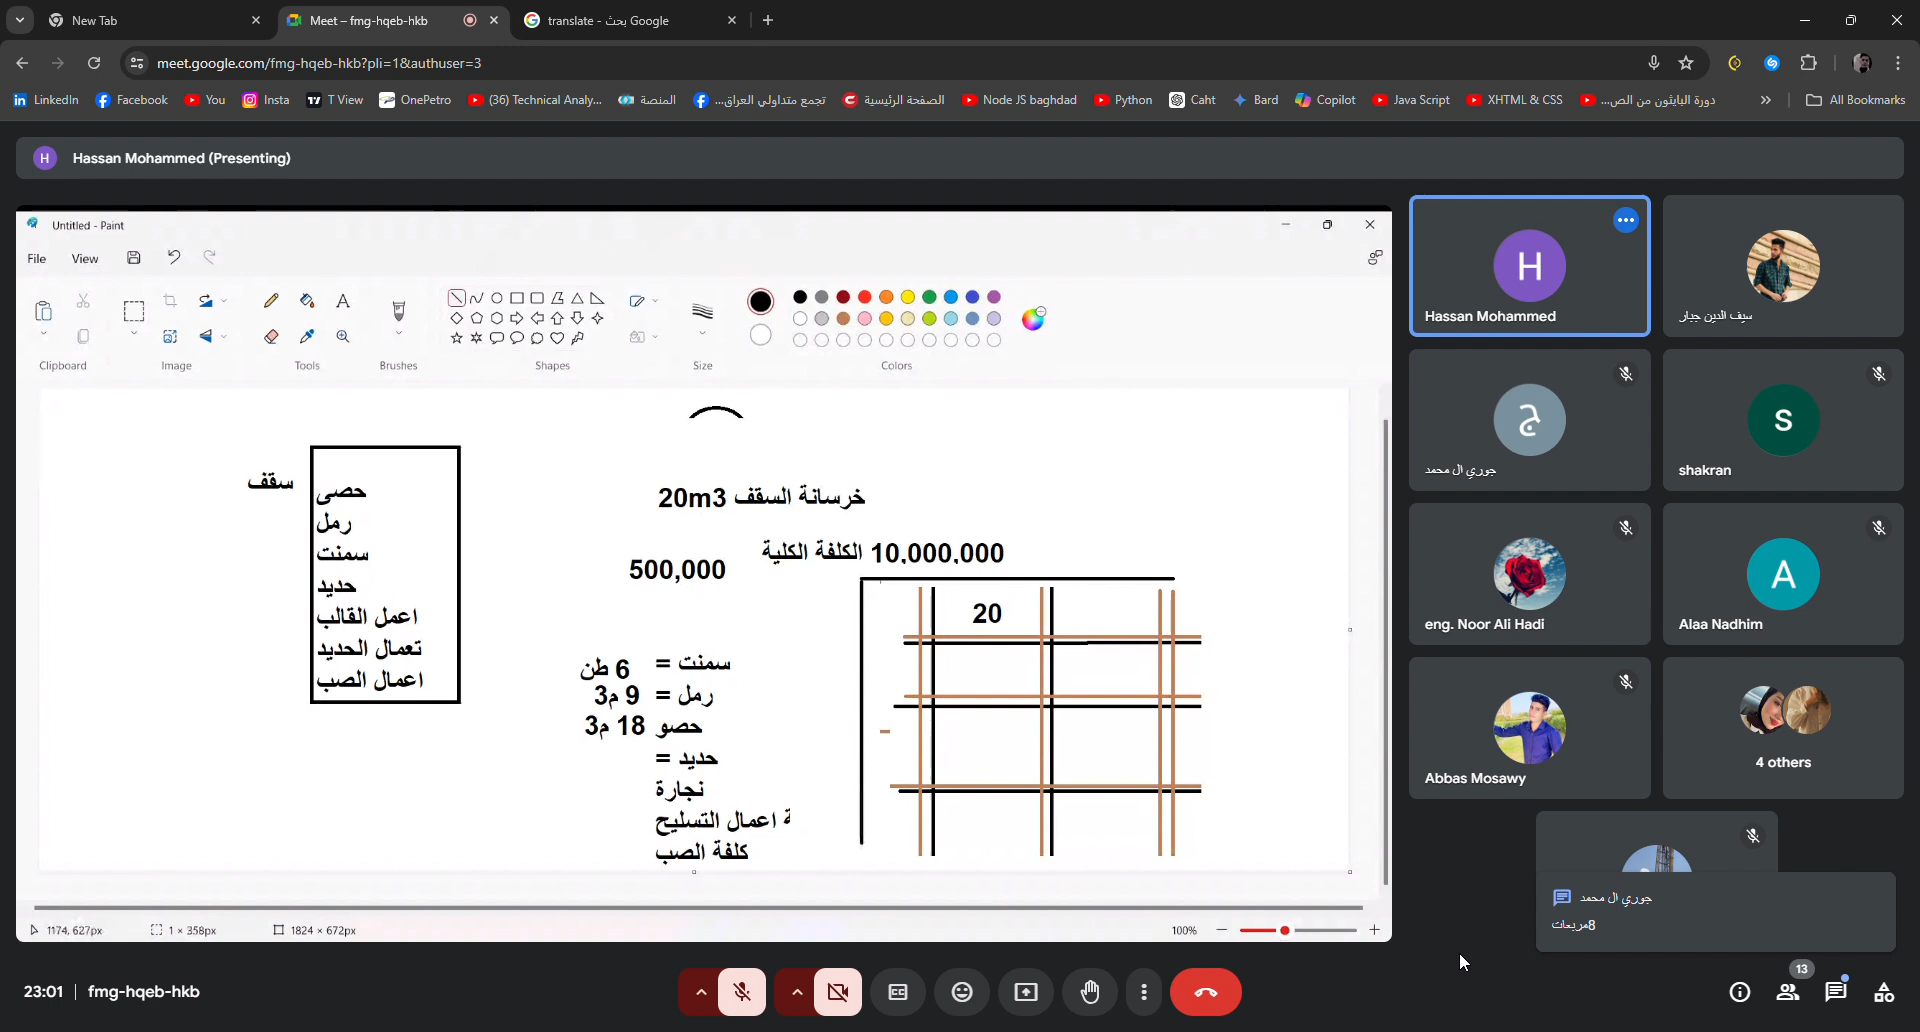 New Tab
Meet – fmg-hqeb-hkb
translate - بحث Google
meet.google.com/fmg-hqeb-hkb?pli=1&authuser=3
LinkedIn
Facebook
You
Insta
T View
OnePetro
(36) Technical Analy...
المنصة
تجمع متداولي العراق...
الصفحة الرئيسية
Node JS baghdad
Python
Caht
Bard
Copilot
Java Script
XHTML & CSS
دورة البايثون من الص...
All Bookmarks
H
Hassan Mohammed (Presenting)
Untitled - Paint
File
View
Clipboard
Image
Tools
Brushes
Shapes
Size
Colors
سقف
حصى
رمل
سمنت
حديد
اعمل القالب
تعمال الحديد
اعمال الصب
خرسانة السقف 20m3
الكلفة الكلية 10,000,000
500,000
20
سمنت = 6 طن
رمل = 9 م3
حصو 18 م3
حديد =
نجارة
ة اعمال التسليح
كلفة الصب
1174, 627px
1 × 358px
1824 × 672px
100%
H
Hassan Mohammed
سيف الدين جبار
ج
جوري ال محمد
s
shakran
eng. Noor Ali Hadi
A
Alaa Nadhim
Abbas Mosawy
4 others
جوري ال محمد
8مربعات
23:01
fmg-hqeb-hkb
13